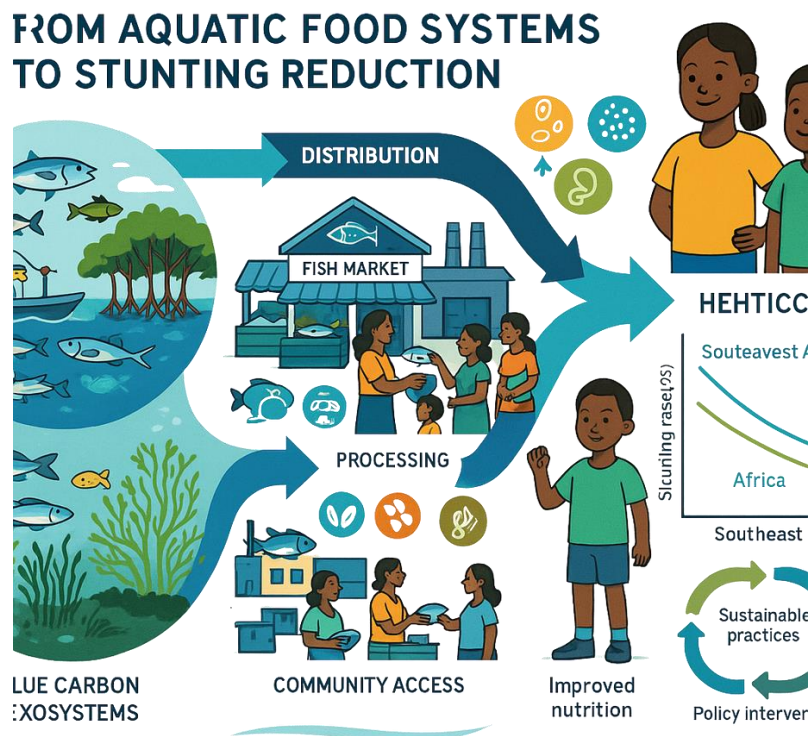 FROM AQUATIC FOOD SYSTEMS
TO STUNTING REDUCTION
DISTRIBUTION
FISH MARKET
PROCESSING
HEHTICC
Souteavest A
Africa
Southeast
Sustainable
practices
Policy interver
LUE CARBON
EXOSYSTEMS
COMMUNITY ACCESS
Improved
nutrition